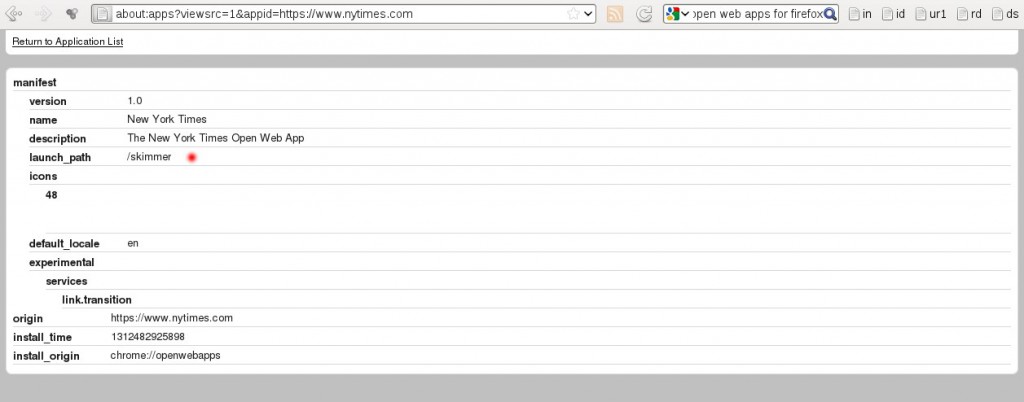 about:apps?viewsrc=1&appid=https://www.nytimes.com open web apps for firefox in id ur1 rd ds
Return to Application List
manifest
version 1.0
name New York Times
description The New York Times Open Web App
launch_path /skimmer
icons
48
default_locale en
experimental
services
link.transition
origin https://www.nytimes.com
install_time 1312482925898
install_origin chrome://openwebapps